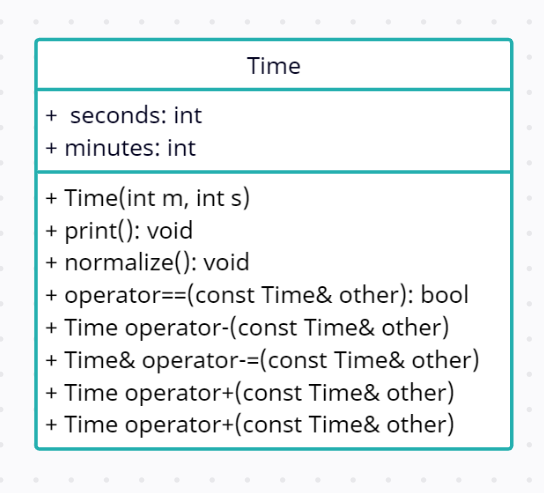 Time
+ seconds: int
+ minutes: int
+ Time(int m, int s)
+ print(): void
+ normalize(): void
+ operator==(const Time& other): bool
+ Time operator-(const Time& other)
+ Time& operator-=(const Time& other)
+ Time operator+(const Time& other)
+ Time operator+(const Time& other)